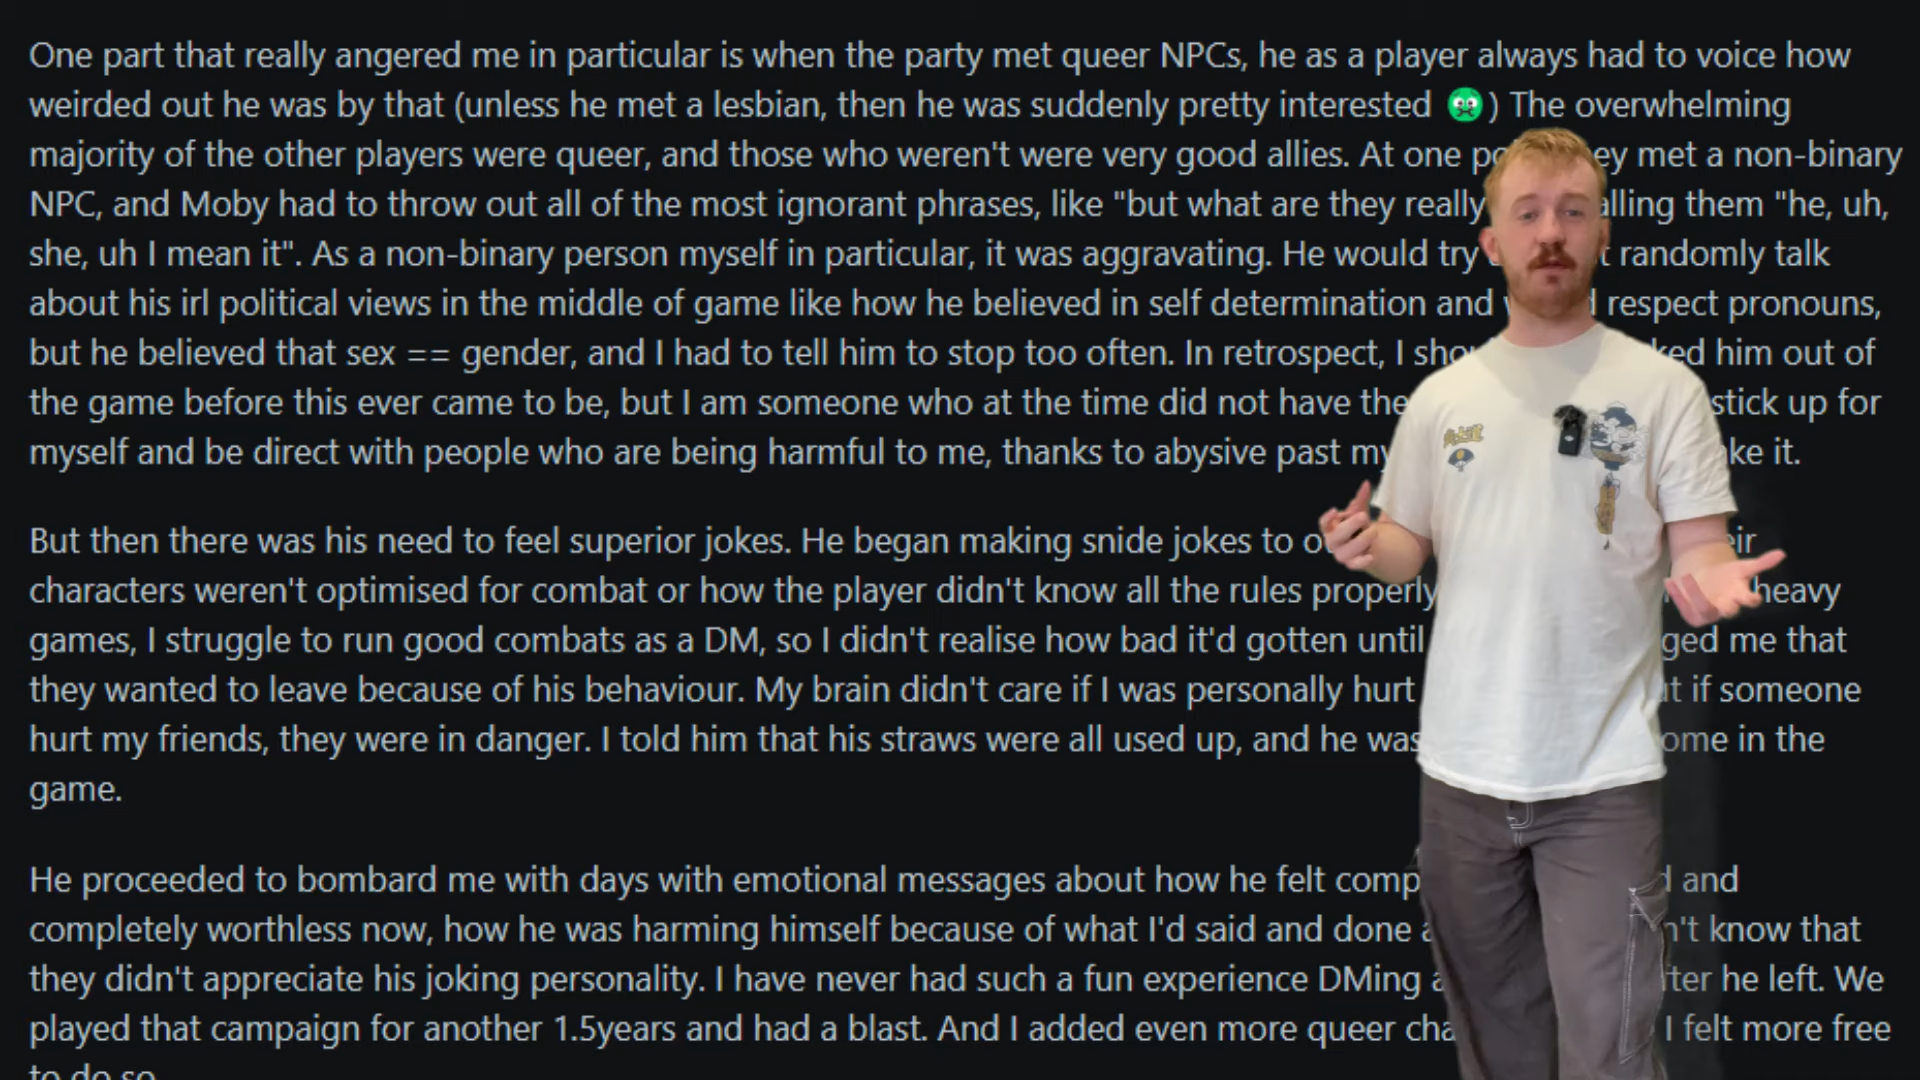 One part that really angered me in particular is when the party met queer NPCs, he as a player always had to voice how
weirded out he was by that (unless he met a lesbian, then he was suddenly pretty interested 🤢) The overwhelming
majority of the other players were queer, and those who weren't were very good allies. At one ey met a non-binary
NPC, and Moby had to throw out all of the most ignorant phrases, like "but what are they really alling them "he, uh,
she, uh I mean it". As a non-binary person myself in particular, it was aggravating. He would try randomly talk
about his irl political views in the middle of game like how he believed in self determination and respect pronouns,
but he believed that sex == gender, and I had to tell him to stop too often. In retrospect, I ked him out of
the game before this ever came to be, but I am someone who at the time did not have the stick up for
myself and be direct with people who are being harmful to me, thanks to abysive past ke it.
But then there was his need to feel superior jokes. He began making snide jokes to eir
characters weren't optimised for combat or how the player didn't know all the rules properly heavy
games, I struggle to run good combats as a DM, so I didn't realise how bad it'd gotten until ged me that
they wanted to leave because of his behaviour. My brain didn't care if I was personally hurt if someone
hurt my friends, they were in danger. I told him that his straws were all used up, and he was ome in the
game.
He proceeded to bombard me with days with emotional messages about how he felt comp and
completely worthless now, how he was harming himself because of what I'd said and done n't know that
they didn't appreciate his joking personality. I have never had such a fun experience DMing fter he left. We
played that campaign for another 1.5years and had a blast. And I added even more queer cha I felt more free
to do so